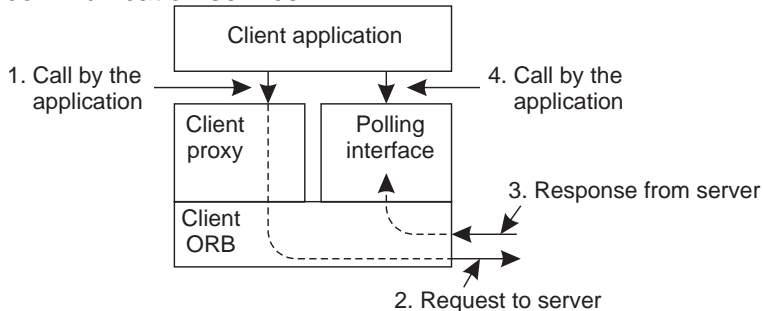 Client application
1. Call by the
application
4. Call by the
application
Client
proxy
Polling
interface
3. Response from server
Client
ORB
2. Request to server